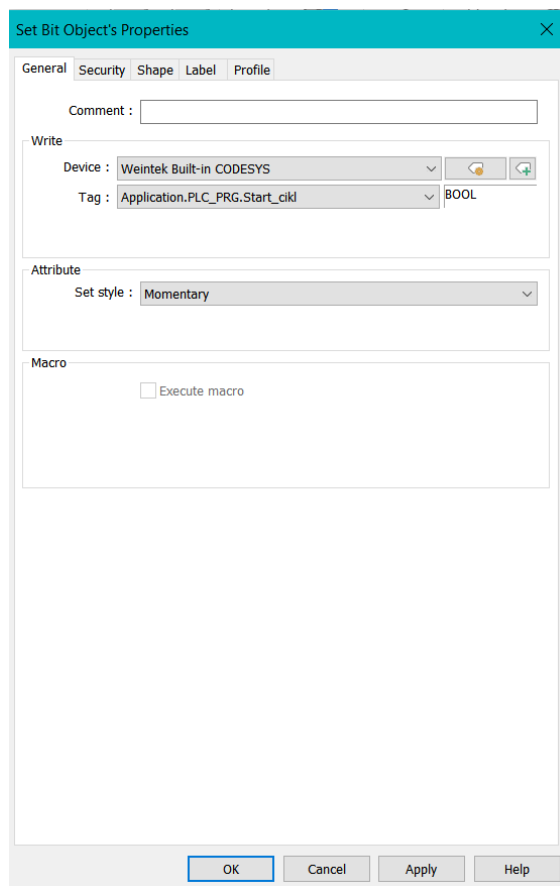 Set Bit Object's Properties
General Security Shape Label Profile
Comment :
Write
Device : Weintek Built-in CODESYS
Tag : Application.PLC_PRG.Start_cikl BOOL
Attribute
Set style : Momentary
Macro
Execute macro
OK Cancel Apply Help